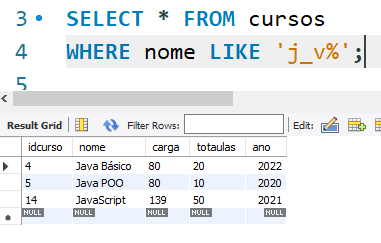 3 SELECT * FROM cursos
4 WHERE nome LIKE 'j_v%';
5
Result Grid Filter Rows: Edit:
idcurso nome carga totaulas ano
4 Java Básico 80 20 2022
5 Java POO 80 10 2020
14 JavaScript 139 50 2021
NULL NULL NULL NULL NULL